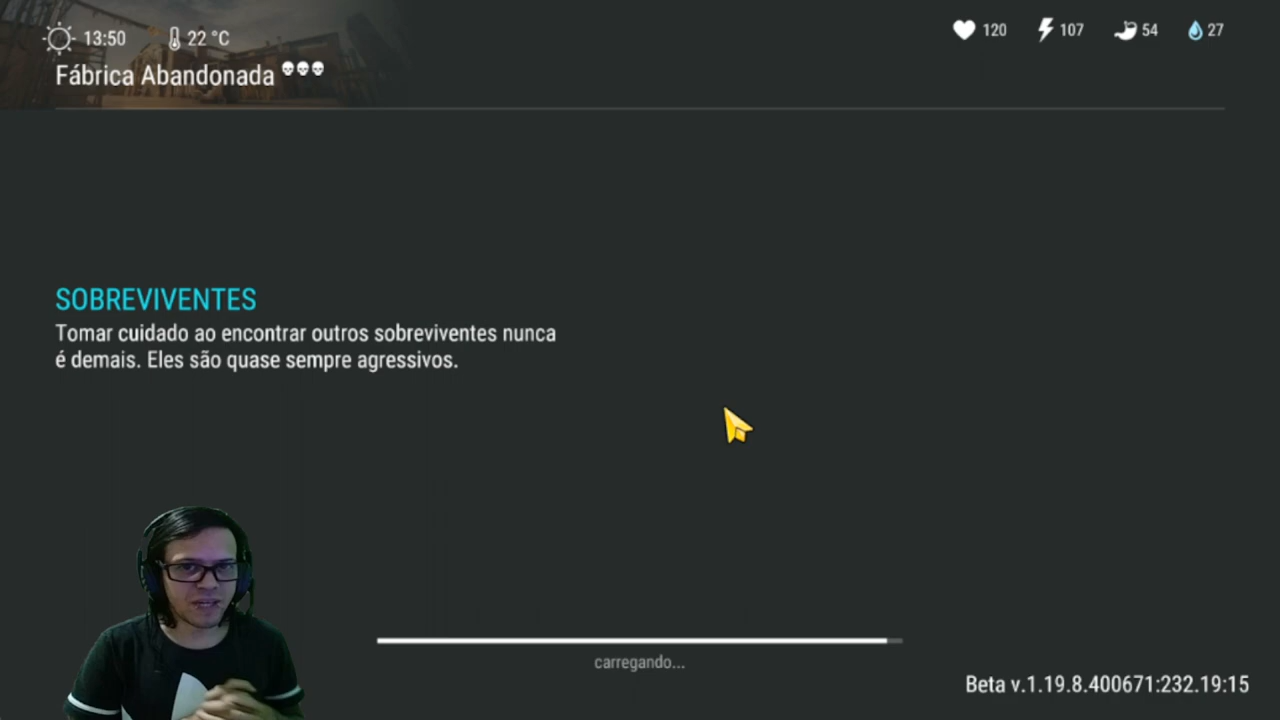 13:50 22 °C
120 107 54 27
Fábrica Abandonada
SOBREVIVENTES
Tomar cuidado ao encontrar outros sobreviventes nunca
é demais. Eles são quase sempre agressivos.
carregando...
Beta v.1.19.8.400671:232.19:15